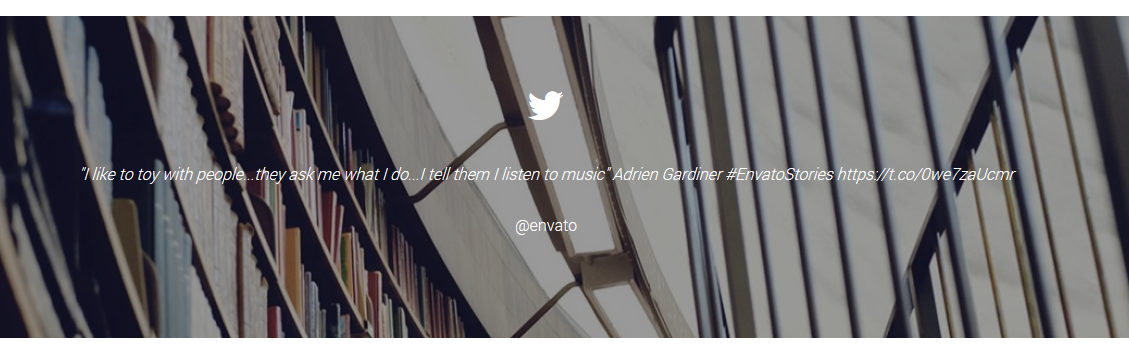 "I like to toy with people...they ask me what I do...I tell them I listen to music" Adrien Gardiner #EnvatoStories https://t.co/0we7zaUcmr
@envato